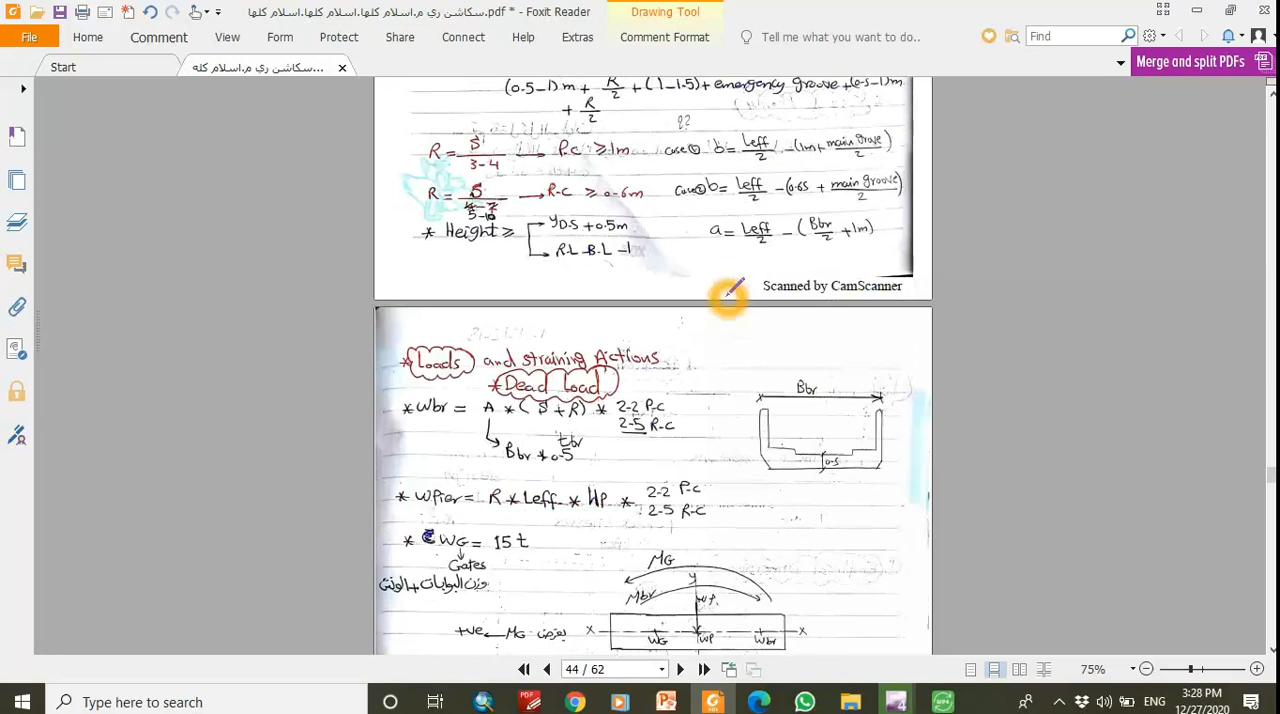 سكاشن ري م.اسلام كلها.اسلام كلها.اسلام كلها.pdf * - Foxit Reader
Drawing Tool
File Home Comment View Form Protect Share Connect Help Extras Comment Format Tell me what you want to do.. Find
Start
سكاشن ري م.اسلام كله...
Merge and split PDFs
(0.5-1)m + R/2 + (1-1.5) + emergency groove + (0.5-1)m
+ R/2
R = S/3-4 → P.C ≥ 1m case① b = Leff/2 - (1m + main groove/2)
R = S/5-10 → R-C ≥ 0.6m case② b = Leff/2 - (0.65 + main groove/2)
* Height ≥ YD.S + 0.5m
R.L - B.L - 1
a = Leff/2 - (Bbr/2 + 1m)
Scanned by CamScanner
* Loads and straining Actions
* Dead Load
* Wbr = A * (S + R) * 2-2 P-C
2-5 R-C
tbr
Bbr * 0.5
Bbr
0.5
* Wpier = R * Leff * Hp * 2-2 P-C
2-5 R-C
* WG = 15 t
Gates
وزن البوابات + الونش
MG
y
Mbr
+ve ← MG بفرض
X WG Wp Wbr X
44 / 62
75%
Type here to search
ENG
3:28 PM
12/27/2020